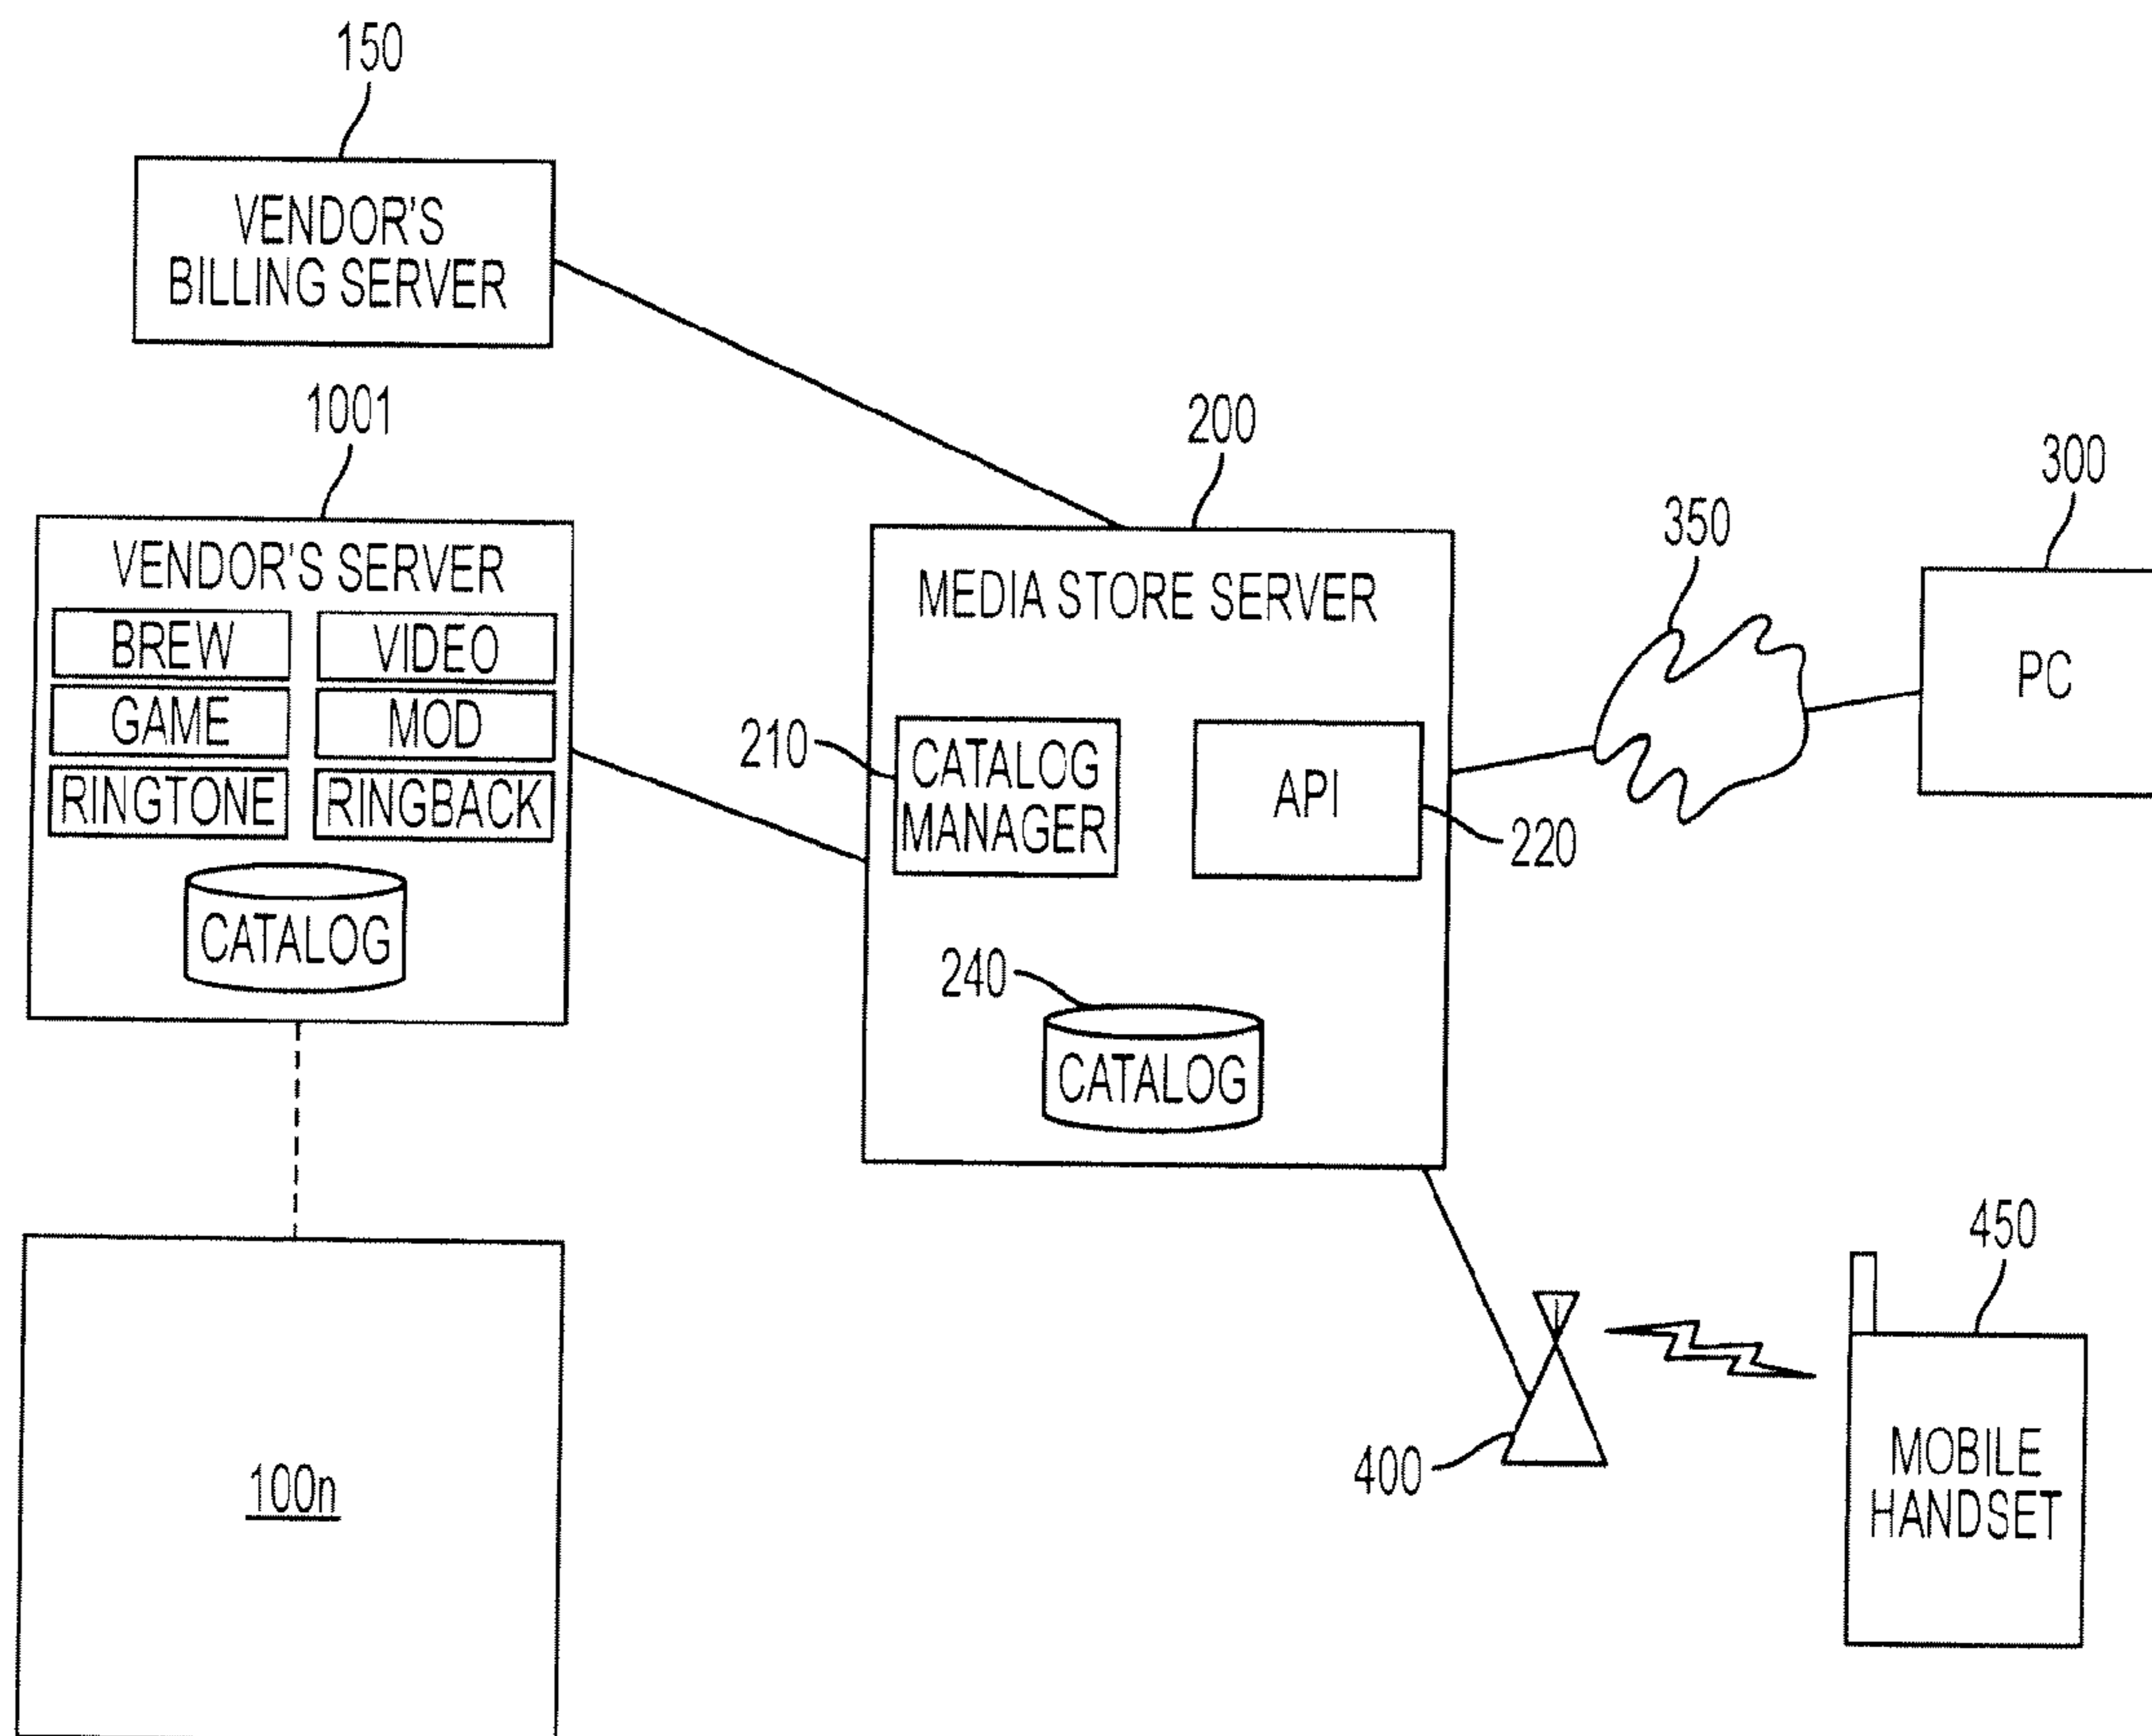 150
VENDOR'S
BILLING SERVER
1001
VENDOR'S SERVER
BREW
VIDEO
GAME
MOD
RINGTONE
RINGBACK
CATALOG
100n
200
MEDIA STORE SERVER
210
CATALOG
MANAGER
API
220
240
CATALOG
350
300
PC
400
450
MOBILE
HANDSET